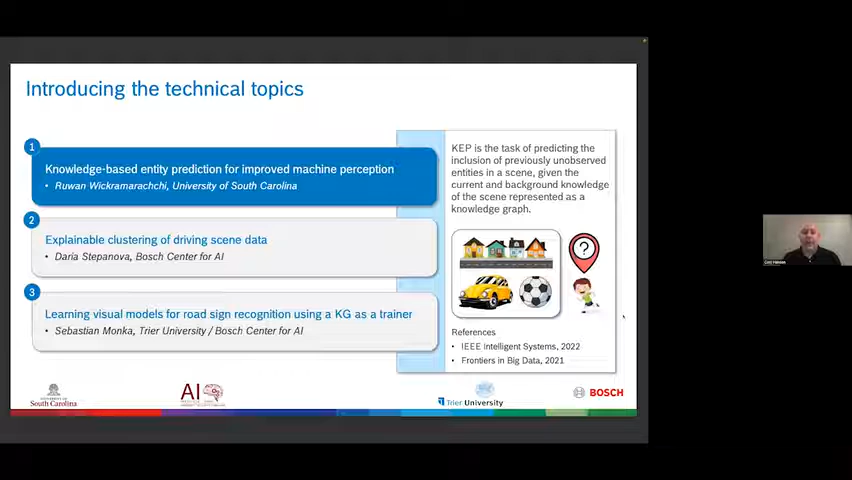 Introducing the technical topics
1
Knowledge-based entity prediction for improved machine perception
• Ruwan Wickramarachchi, University of South Carolina
2
Explainable clustering of driving scene data
• Daria Stepanova, Bosch Center for AI
3
Learning visual models for road sign recognition using a KG as a trainer
• Sebastian Monka, Trier University / Bosch Center for AI
KEP is the task of predicting the
inclusion of previously unobserved
entities in a scene, given the
current and background knowledge
of the scene represented as a
knowledge graph.
?
References
• IEEE intelligent Systems, 2022
• Frontiers in Big Data, 2021
South Carolina
AI
Trier University
BOSCH